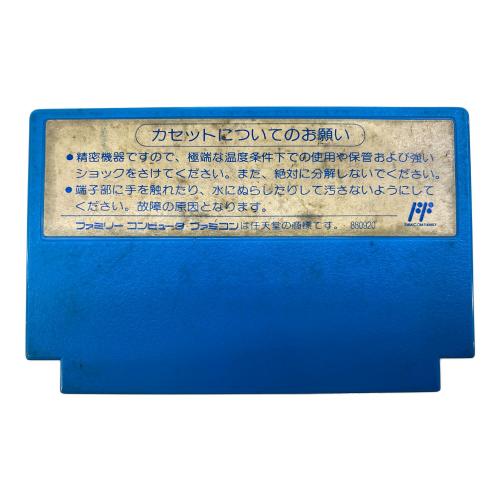 カセットについてのお願い
●精密機器ですので、極端な温度条件下での使用や保管および強い
ショックをさけてください。また、絶対に分解しないでください。
●端子部に手を触れたり、水にぬらしたりして汚さないようにして
ください。故障の原因となります。
ファミリーコンピュータ ファミコンは任天堂の商標です。 860920